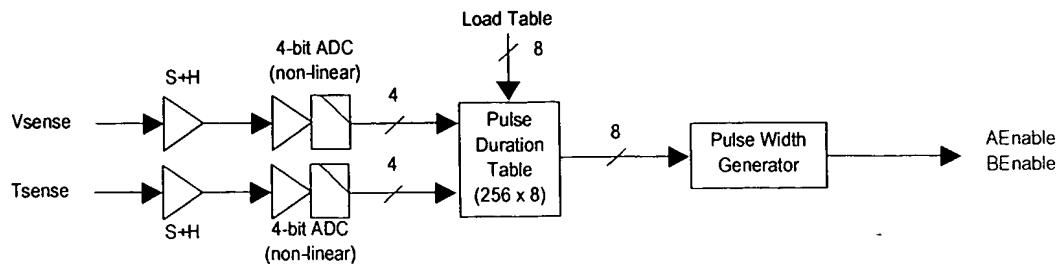 Load Table
8
4-bit ADC
(non-linear)
S+H
4
Vsense
Pulse
Duration
Table
(256 x 8)
8
Pulse Width
Generator
AEnable
BEnable
4
Tsense
S+H
4-bit ADC
(non-linear)